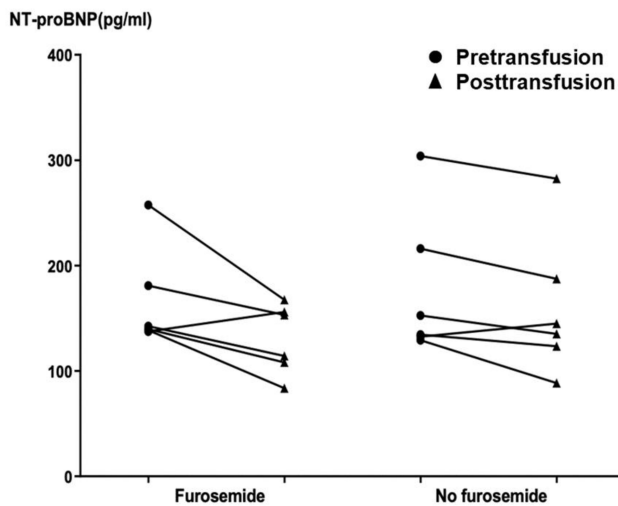 NT-proBNP(pg/ml)
400
Pretransfusion
Posttransfusion
300
200
100
0
Furosemide No furosemide